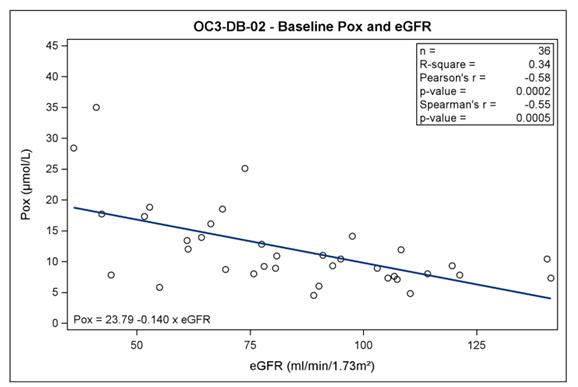 OC3-DB-02 - Baseline Pox and eGFR
n = 36
R-square = 0.34
Pearson's r = -0.58
p-value = 0.0002
Spearman's r = -0.55
p-value = 0.0005
45
40
35
30
25
20
15
10
5
0
Pox (µmol/L)
Pox = 23.79 -0.140 x eGFR
50 75 100 125
eGFR (ml/min/1.73m²)